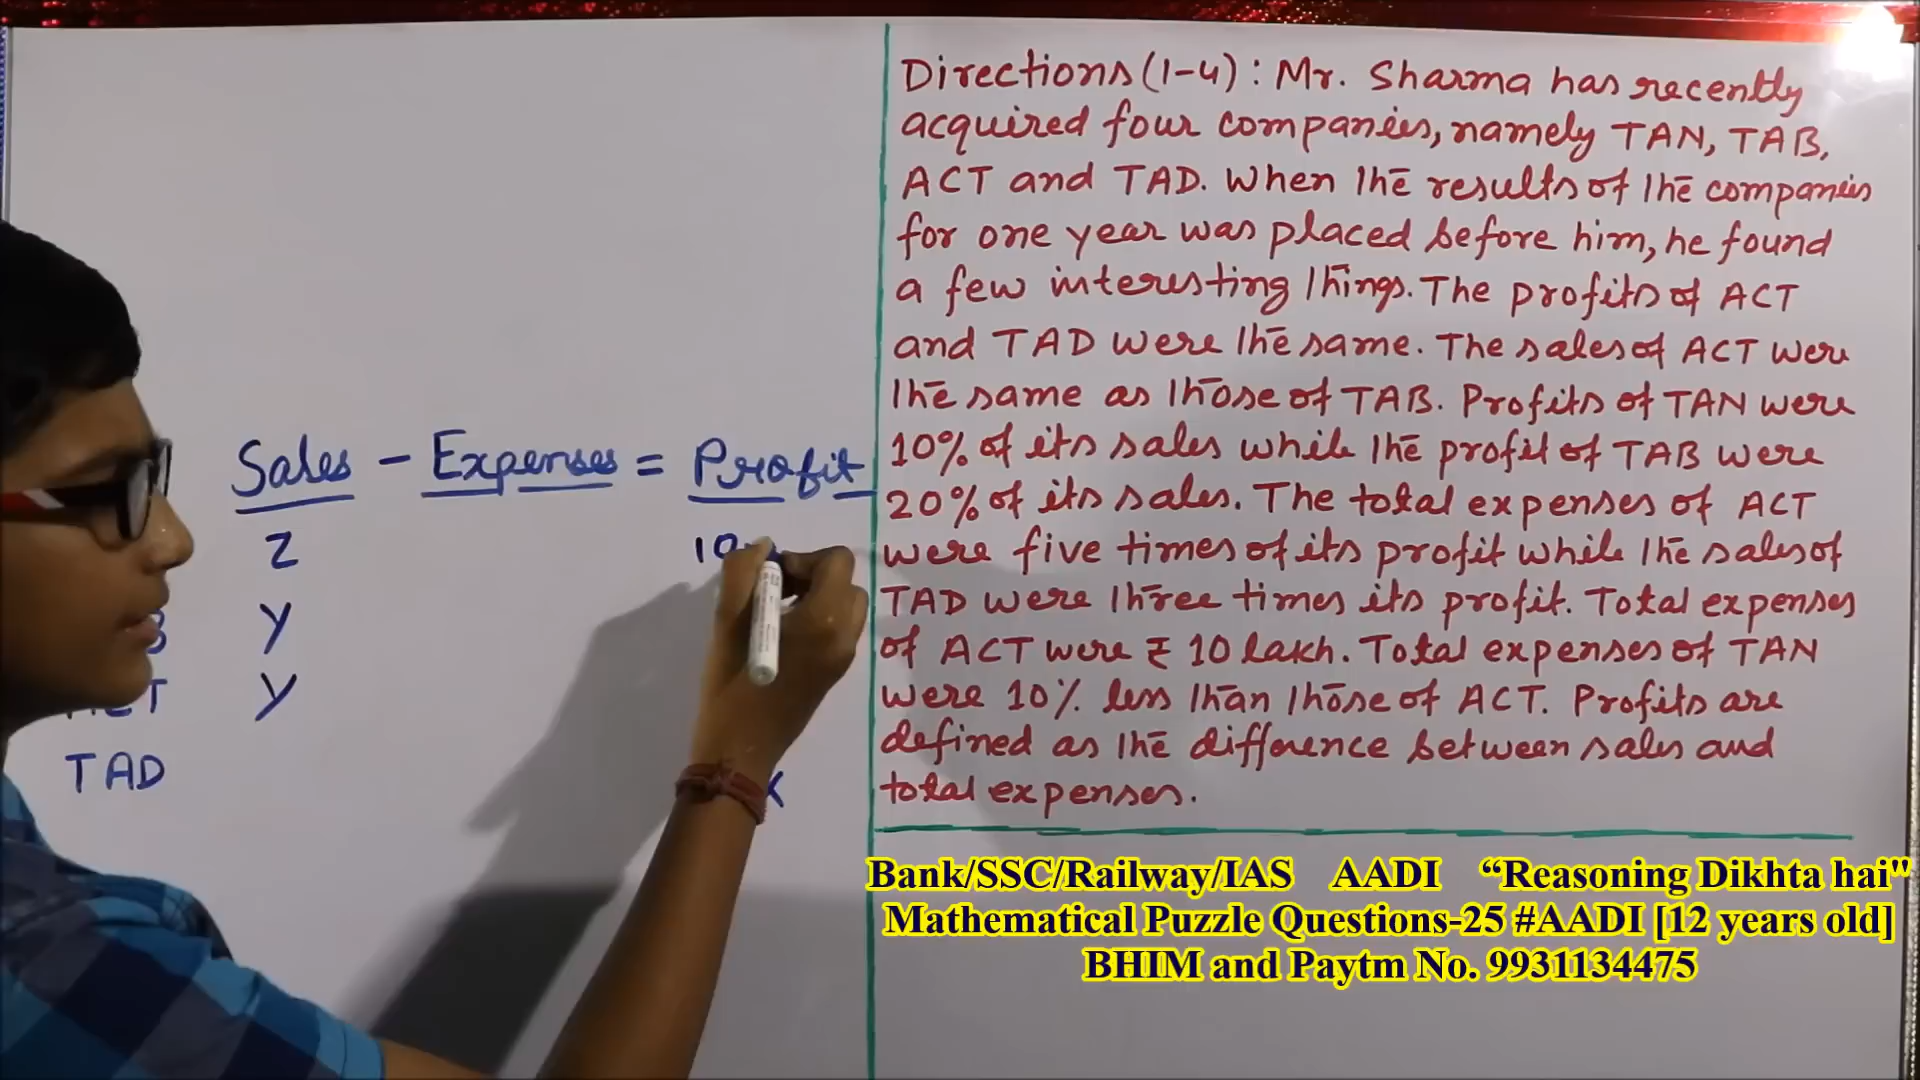 Directions (1-4) : Mr. Sharma has recently
acquired four companies, namely TAN, TAB,
ACT and TAD. When the results of the companies
for one year was placed before him, he found
a few interesting things. The profits of ACT
and TAD were the same. The sales of ACT were
the same as those of TAB. Profits of TAN were
10% of its sales while the profit of TAB were
20% of its sales. The total expenses of ACT
were five times of its profit while the sales of
TAD were three times its profit. Total expenses
of ACT were ₹ 10 lakh. Total expenses of TAN
were 10% less than those of ACT. Profits are
defined as the difference between sales and
total expenses.
Sales - Expenses = Profit
Z 10
B Y
T Y
TAD
Bank/SSC/Railway/IAS AADI “Reasoning Dikhta hai"
Mathematical Puzzle Questions-25 #AADI [12 years old]
BHIM and Paytm No. 9931134475